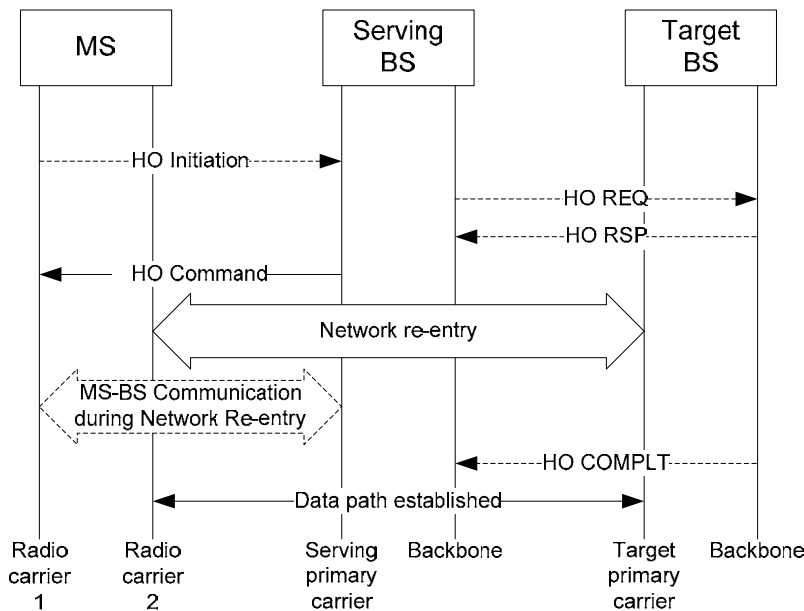 MS
Serving
BS
Target
BS
HO Initiation
HO REQ
HO RSP
HO Command
Network re-entry
MS-BS Communication
during Network Re-entry
HO COMPLT
Data path established
Radio
carrier
1
Radio
carrier
2
Serving
primary
carrier
Backbone
Target
primary
carrier
Backbone